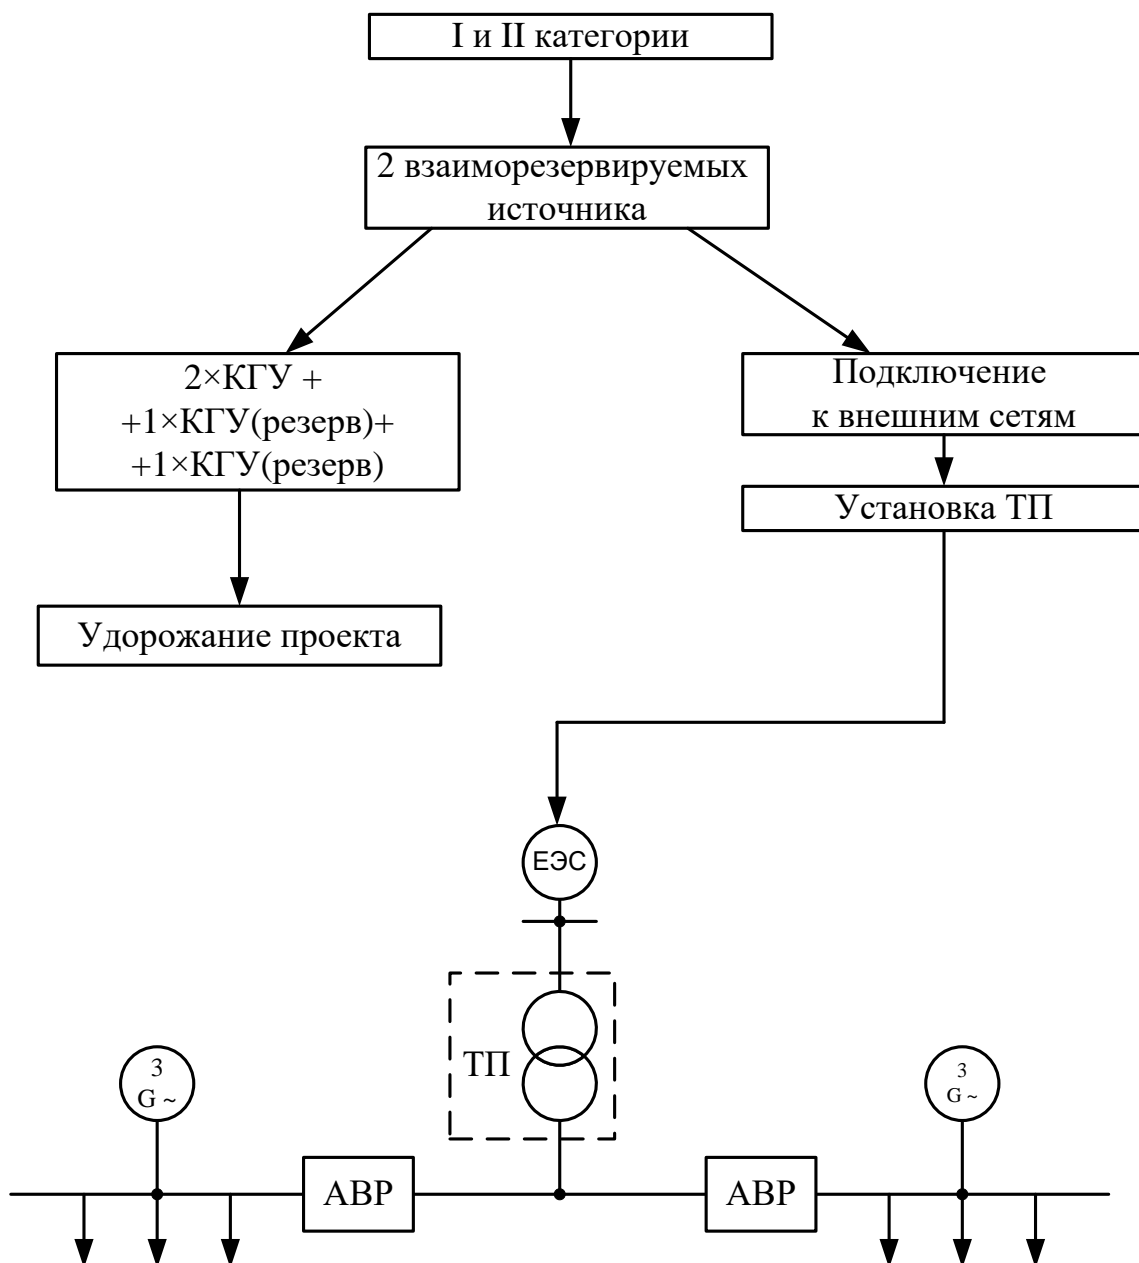 I и II категории
2 взаиморезервируемых
источника
2×КГУ +
+1×КГУ(резерв)+
+1×КГУ(резерв)
Подключение
к внешним сетям
Установка ТП
Удорожание проекта
ЕЭС
ТП
3
G ~
3
G ~
АВР
АВР